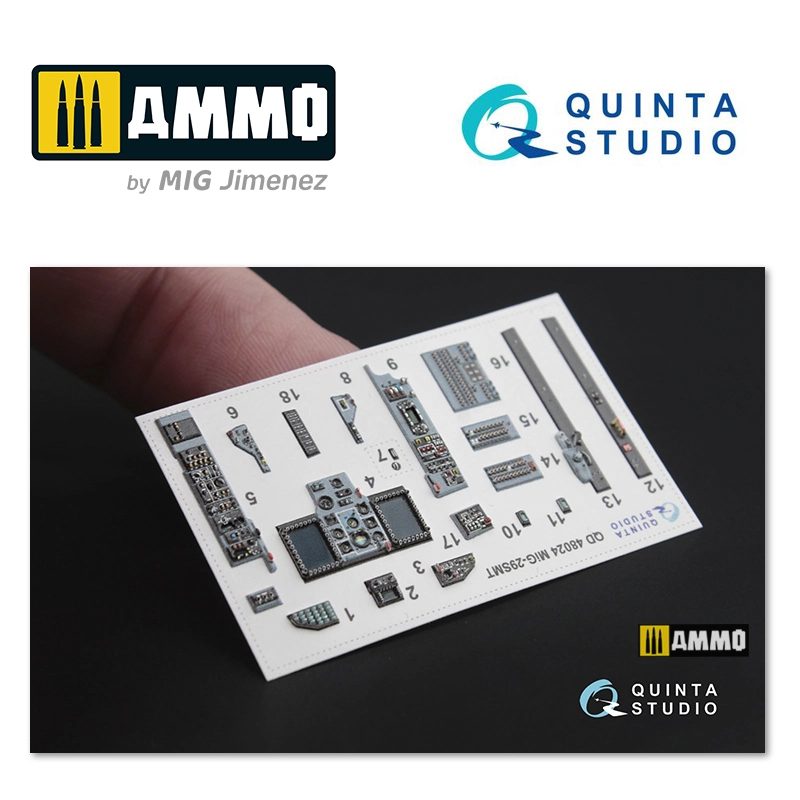 AMMO
by MIG Jimenez
QUINTA
STUDIO
16
9
8
18
6
15
7
14
4
5
12
13
11
10
17
QUINTA
STUDIO
QD 48024 MIG-29SMT
3
2
1
AMMO
QUINTA
STUDIO